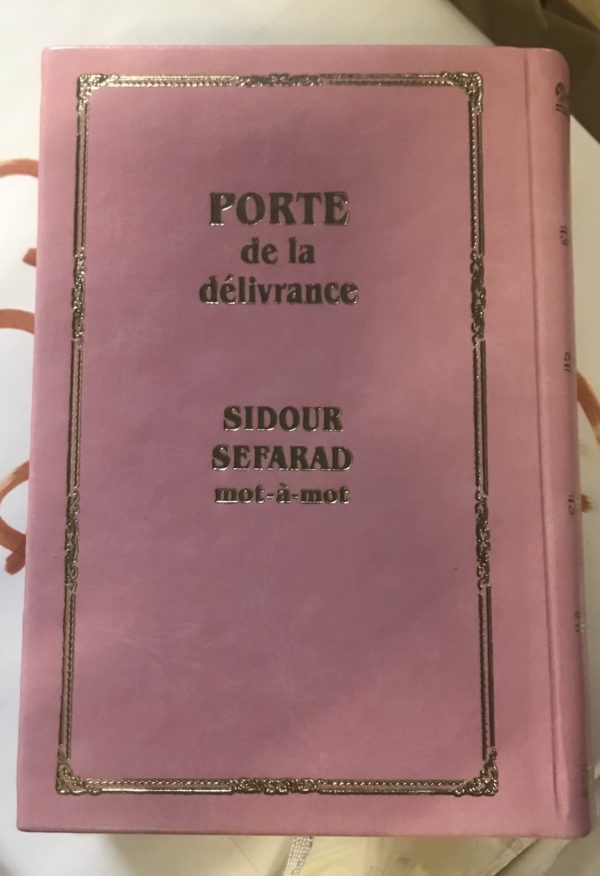 PORTE
de la
délivrance
SIDOUR
SEFARAD
mot-à-mot